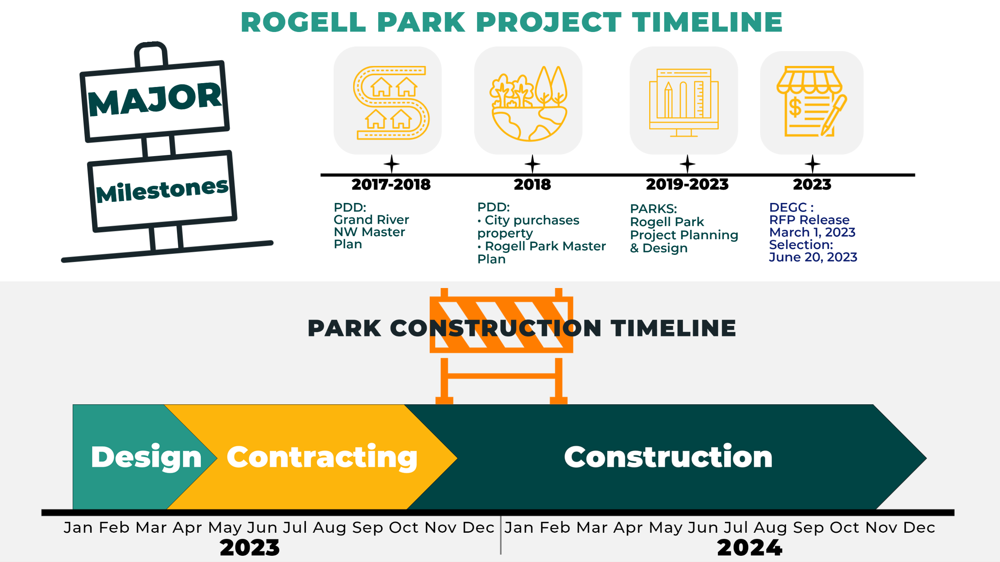 ROGELL PARK PROJECT TIMELINE
MAJOR
Milestones
2017-2018
PDD:
Grand River
NW Master
Plan
2018
PDD:
• City purchases
property
• Rogell Park Master
Plan
2019-2023
PARKS:
Rogell Park
Project Planning
& Design
2023
DEGC :
RFP Release
March 1, 2023
Selection:
June 20, 2023
$
PARK CONSTRUCTION TIMELINE
Design
Contracting
Construction
Jan Feb Mar Apr May Jun Jul Aug Sep Oct Nov Dec
2023
Jan Feb Mar Apr May Jun Jul Aug Sep Oct Nov Dec
2024